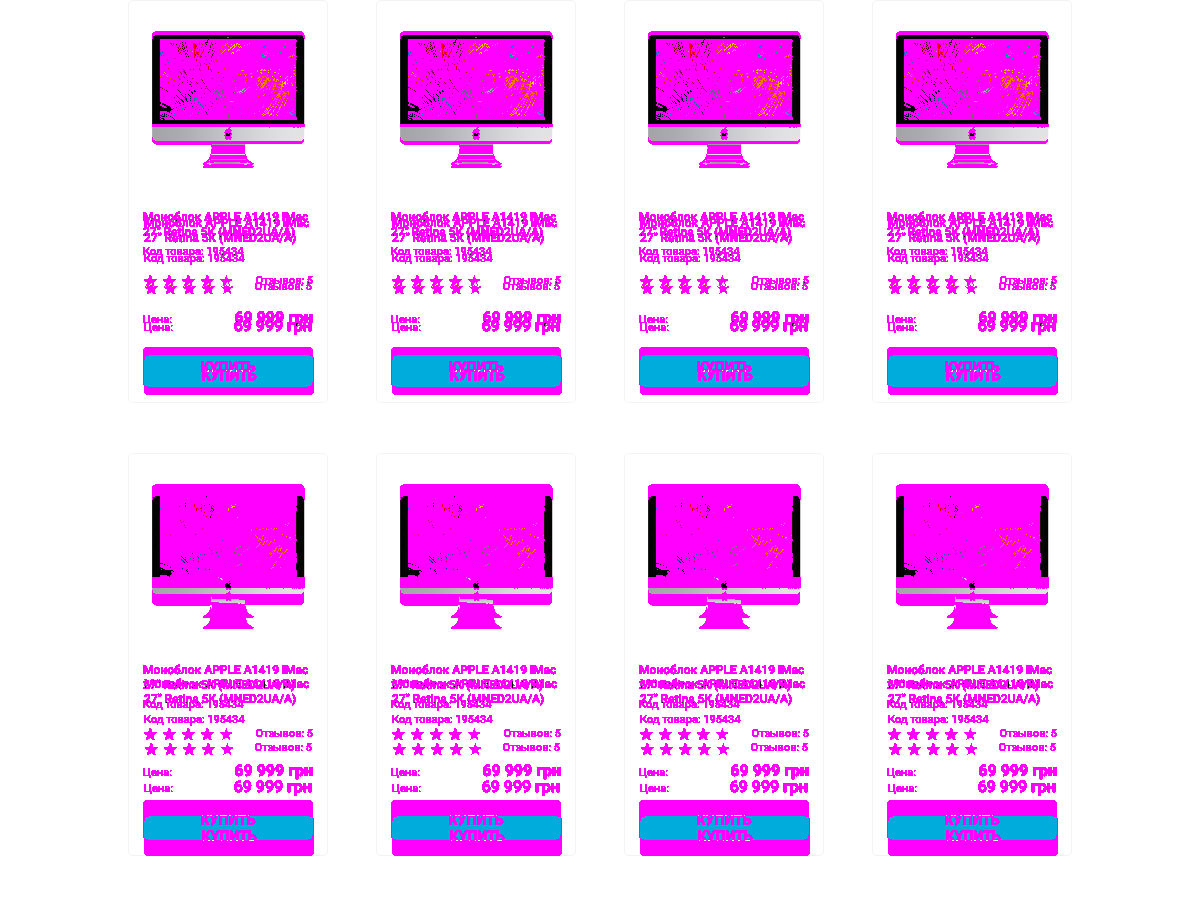 Моноблок APPLE A1419 iMac
27" Retina 5K (MNED2UA/A)
Код товара: 195434
Отзывов: 5
Цена: 69 999 грн
КУПИТЬ
Моноблок APPLE A1419 iMac
27" Retina 5K (MNED2UA/A)
Код товара: 195434
Отзывов: 5
Цена: 69 999 грн
КУПИТЬ
Моноблок APPLE A1419 iMac
27" Retina 5K (MNED2UA/A)
Код товара: 195434
Отзывов: 5
Цена: 69 999 грн
КУПИТЬ
Моноблок APPLE A1419 iMac
27" Retina 5K (MNED2UA/A)
Код товара: 195434
Отзывов: 5
Цена: 69 999 грн
КУПИТЬ
Моноблок APPLE A1419 iMac
27" Retina 5K (MNED2UA/A)
Код товара: 195434
Отзывов: 5
Отзывов: 5
Цена: 69 999 грн
Цена: 69 999 грн
КУПИТЬ
КУПИТЬ
Моноблок APPLE A1419 iMac
27" Retina 5K (MNED2UA/A)
Код товара: 195434
Отзывов: 5
Отзывов: 5
Цена: 69 999 грн
Цена: 69 999 грн
КУПИТЬ
КУПИТЬ
Моноблок APPLE A1419 iMac
27" Retina 5K (MNED2UA/A)
Код товара: 195434
Отзывов: 5
Отзывов: 5
Цена: 69 999 грн
Цена: 69 999 грн
КУПИТЬ
КУПИТЬ
Моноблок APPLE A1419 iMac
27" Retina 5K (MNED2UA/A)
Код товара: 195434
Отзывов: 5
Отзывов: 5
Цена: 69 999 грн
Цена: 69 999 грн
КУПИТЬ
КУПИТЬ